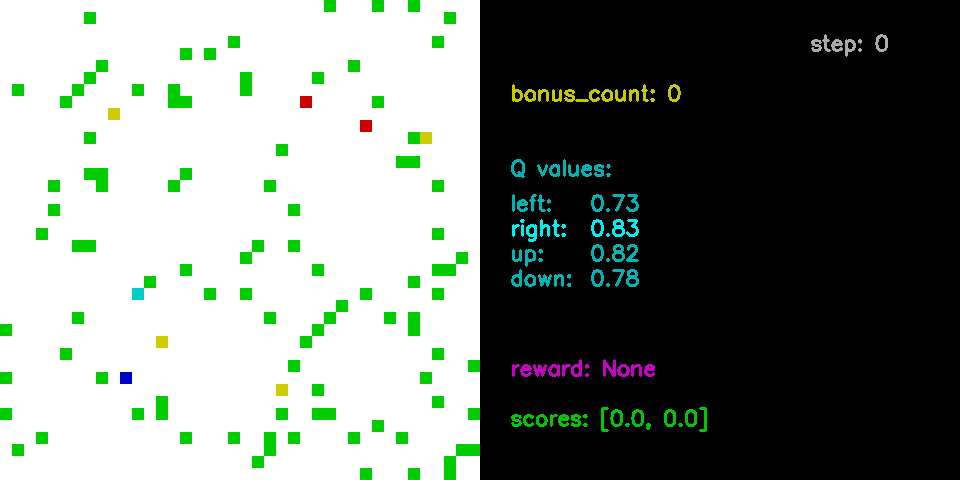 step: 0
bonus_count: 0
Q values:
left: 0.73
right: 0.83
up: 0.82
down: 0.78
reward: None
scores: [0.0, 0.0]